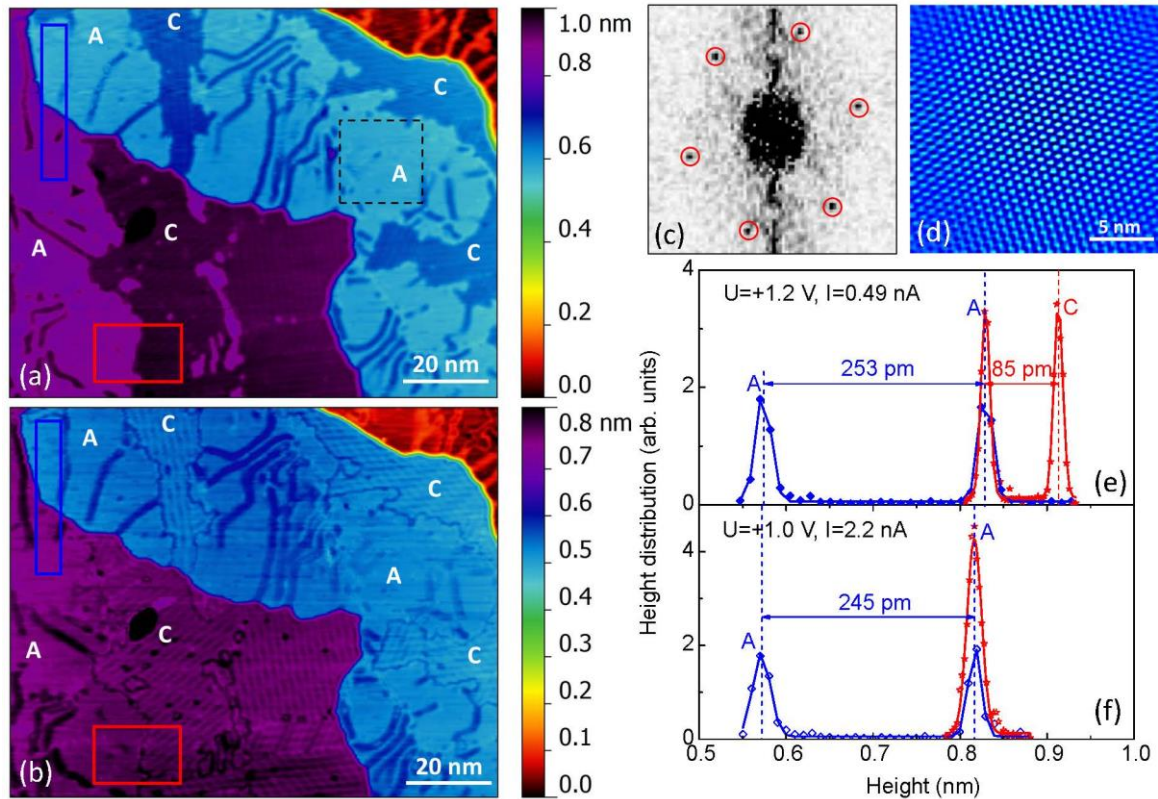 A
C
C
A
A
C
C
(a)
20 nm
1.0 nm
0.8
0.6
0.4
0.2
0.0
A
C
C
A
C
A
C
(b)
20 nm
0.8 nm
0.7
0.6
0.5
0.4
0.3
0.2
0.1
0.0
(c)
(d)
5 nm
Height distribution (arb. units)
4
2
0
U=+1.2 V, I=0.49 nA
A
A
C
253 pm
85 pm
(e)
4
2
0
U=+1.0 V, I=2.2 nA
A
A
245 pm
(f)
0.5 0.6 0.7 0.8 0.9 1.0
Height (nm)